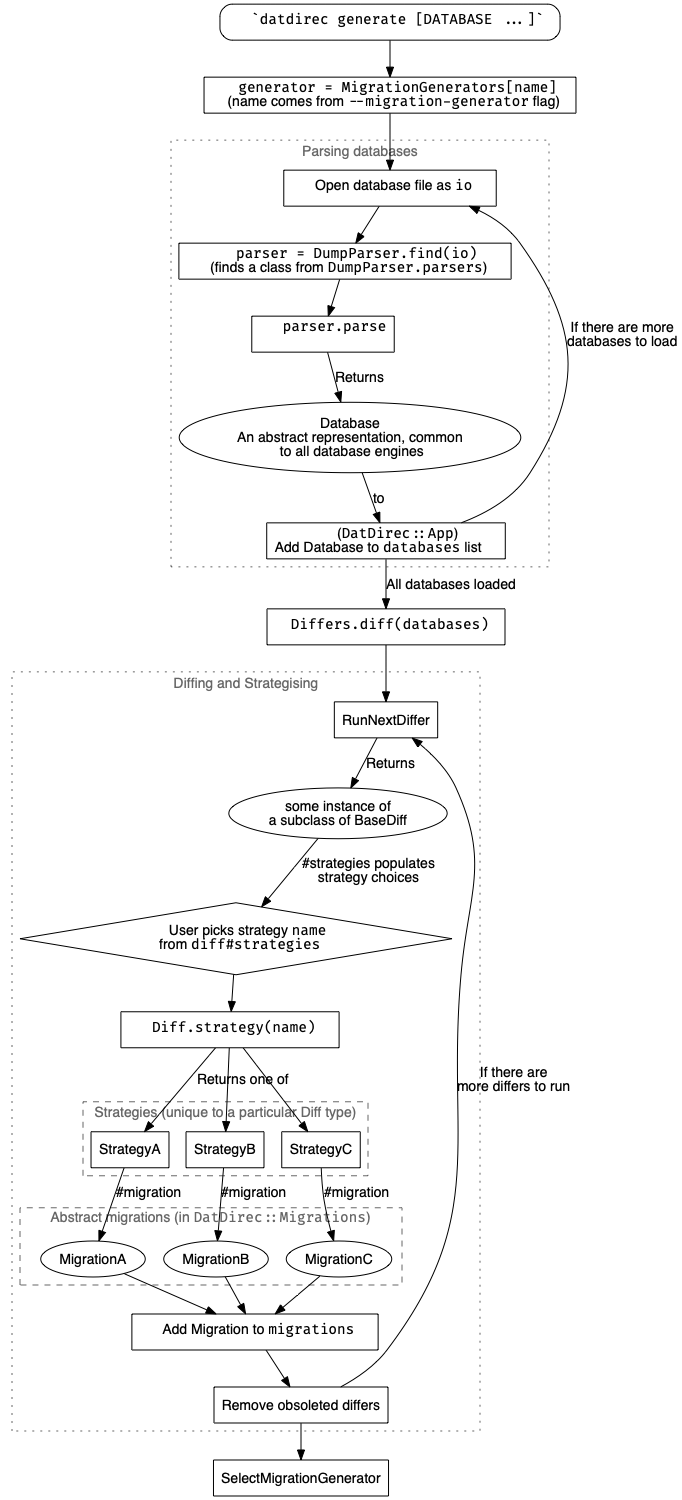 `datdirec generate [DATABASE ...]`
generator = MigrationGenerators[name]
(name comes from --migration-generator flag)
Parsing databases
Open database file as io
parser = DumpParser.find(io)
(finds a class from DumpParser.parsers)
If there are more
databases to load
parser.parse
Returns
Database
An abstract representation, common
to all database engines
to
(DatDirec::App)
Add Database to databases list
All databases loaded
Differs.diff(databases)
Diffing and Strategising
RunNextDiffer
Returns
some instance of
a subclass of BaseDiff
#strategies populates
strategy choices
User picks strategy name
from diff#strategies
Diff.strategy(name)
If there are
more differs to run
Returns one of
Strategies (unique to a particular Diff type)
StrategyA StrategyB StrategyC
#migration #migration #migration
Abstract migrations (in DatDirec::Migrations)
MigrationA MigrationB MigrationC
Add Migration to migrations
Remove obsoleted differs
SelectMigrationGenerator